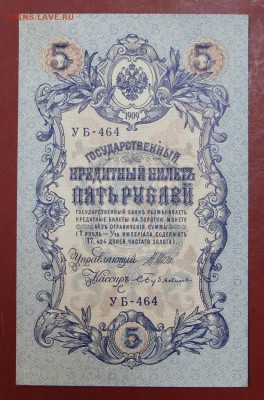 coins.ru
5 5
1909
УБ-464
ГОСУДАРСТВЕННЫЙ
КРЕДИТНЫЙ БИЛЕТЪ
ПЯТЬ РУБЛЕЙ
ГОСУДАРСТВЕННЫЙ БАНКЪ РАЗМѢНИВАЕТЪ
КРЕДИТНЫЕ БИЛЕТЫ НА ЗОЛОТУЮ МОНЕТУ
БЕЗЪ ОГРАНИЧЕНІЯ СУММЫ
(1 РУБЛЬ = 1/15 ИМПЕРІАЛА, СОДЕРЖИТЪ
17,424 ДОЛЕЙ ЧИСТАГО ЗОЛОТА)
Управляющій
Кассиръ
УБ-464
5